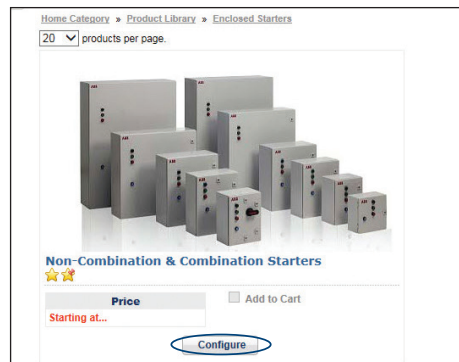 Home Category » Product Library » Enclosed Starters
20 products per page.
Non-Combination & Combination Starters
Price
Add to Cart
Starting at...
Configure